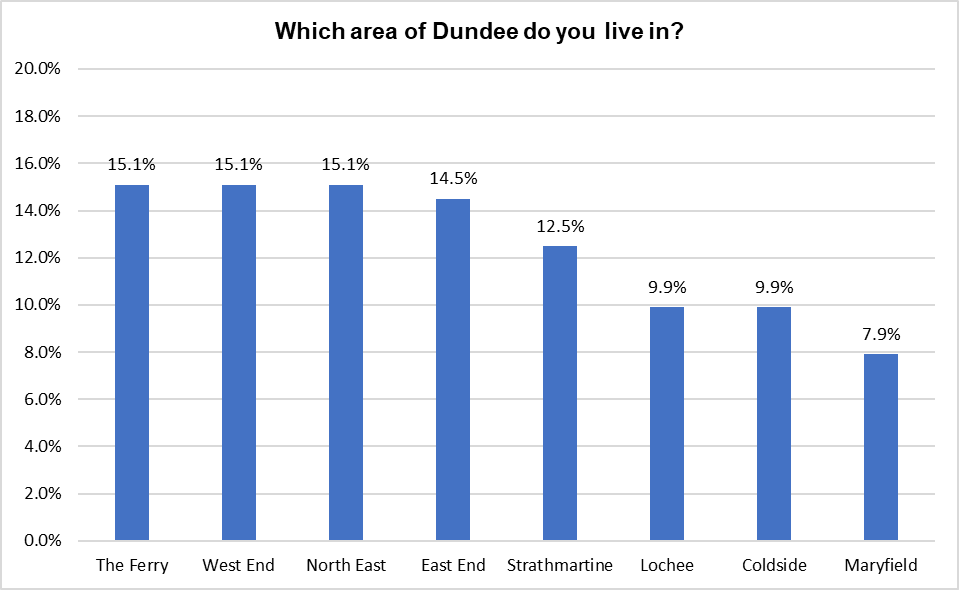 Which area of Dundee do you live in?
20.0%
18.0%
16.0%
14.0%
12.0%
10.0%
8.0%
6.0%
4.0%
2.0%
0.0%
15.1%
15.1%
15.1%
14.5%
12.5%
9.9%
9.9%
7.9%
The Ferry
West End
North East
East End
Strathmartine
Lochee
Coldside
Maryfield